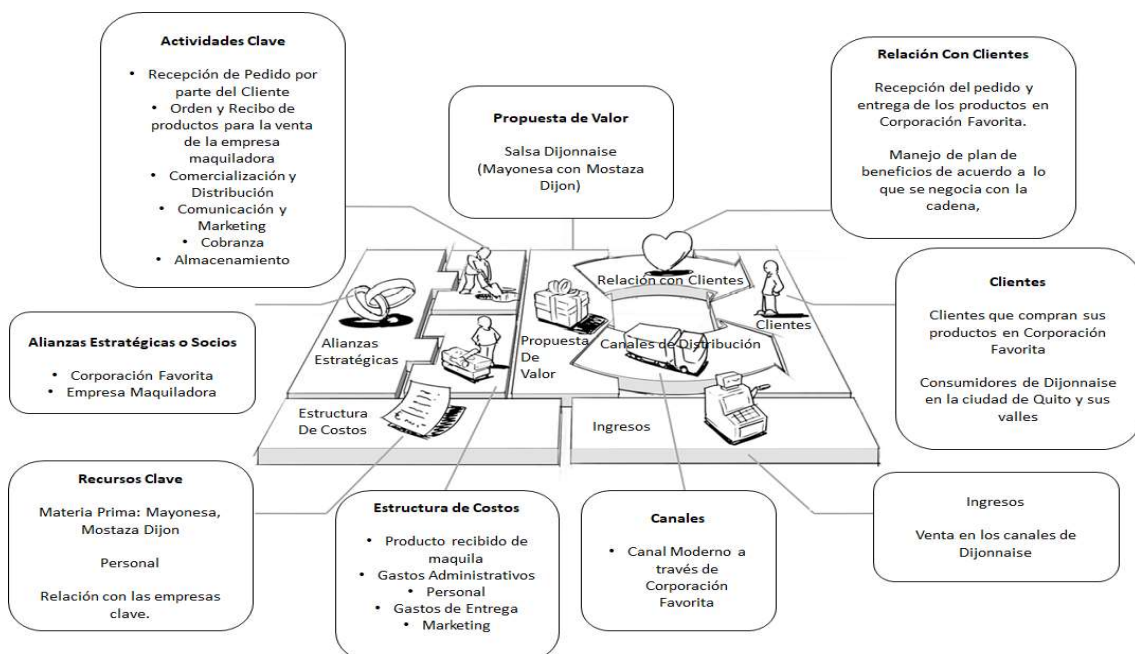 Actividades Clave
• Recepción de Pedido por
parte del Cliente
• Orden y Recibo de
productos para la venta
de la empresa
maquiladora
• Comercialización y
Distribución
• Comunicación y
Marketing
• Cobranza
• Almacenamiento
Propuesta de Valor
Salsa Dijonnaise
(Mayonesa con Mostaza
Dijon)
Relación Con Clientes
Recepción del pedido y
entrega de los productos en
Corporación Favorita.
Manejo de plan de
beneficios de acuerdo a lo
que se negocia con la
cadena,
Alianzas Estratégicas o Socios
• Corporación Favorita
• Empresa Maquiladora
Alianzas
Estratégicas
Propuesta
De
Valor
Relación con Clientes
Canales de Distribución
Clientes
Estructura
De Costos
Ingresos
Clientes
Clientes que compran sus
productos en Corporación
Favorita
Consumidores de Dijonnaise
en la ciudad de Quito y sus
valles
Recursos Clave
Materia Prima: Mayonesa,
Mostaza Dijon
Personal
Relación con las empresas
clave.
Estructura de Costos
• Producto recibido de
maquila
• Gastos Administrativos
• Personal
• Gastos de Entrega
• Marketing
Canales
• Canal Moderno a
través de
Corporación
Favorita
Ingresos
Venta en los canales de
Dijonnaise